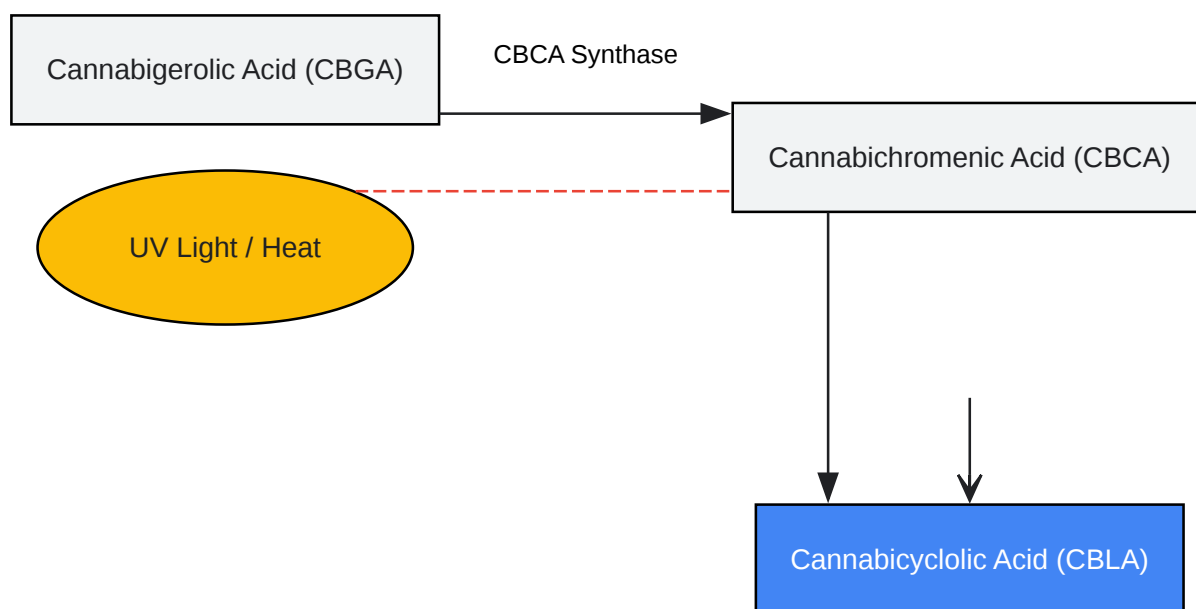 Cannabigerolic Acid (CBGA)
CBCA Synthase
Cannabichromenic Acid (CBCA)
UV Light / Heat
Cannabicyclolic Acid (CBLA)